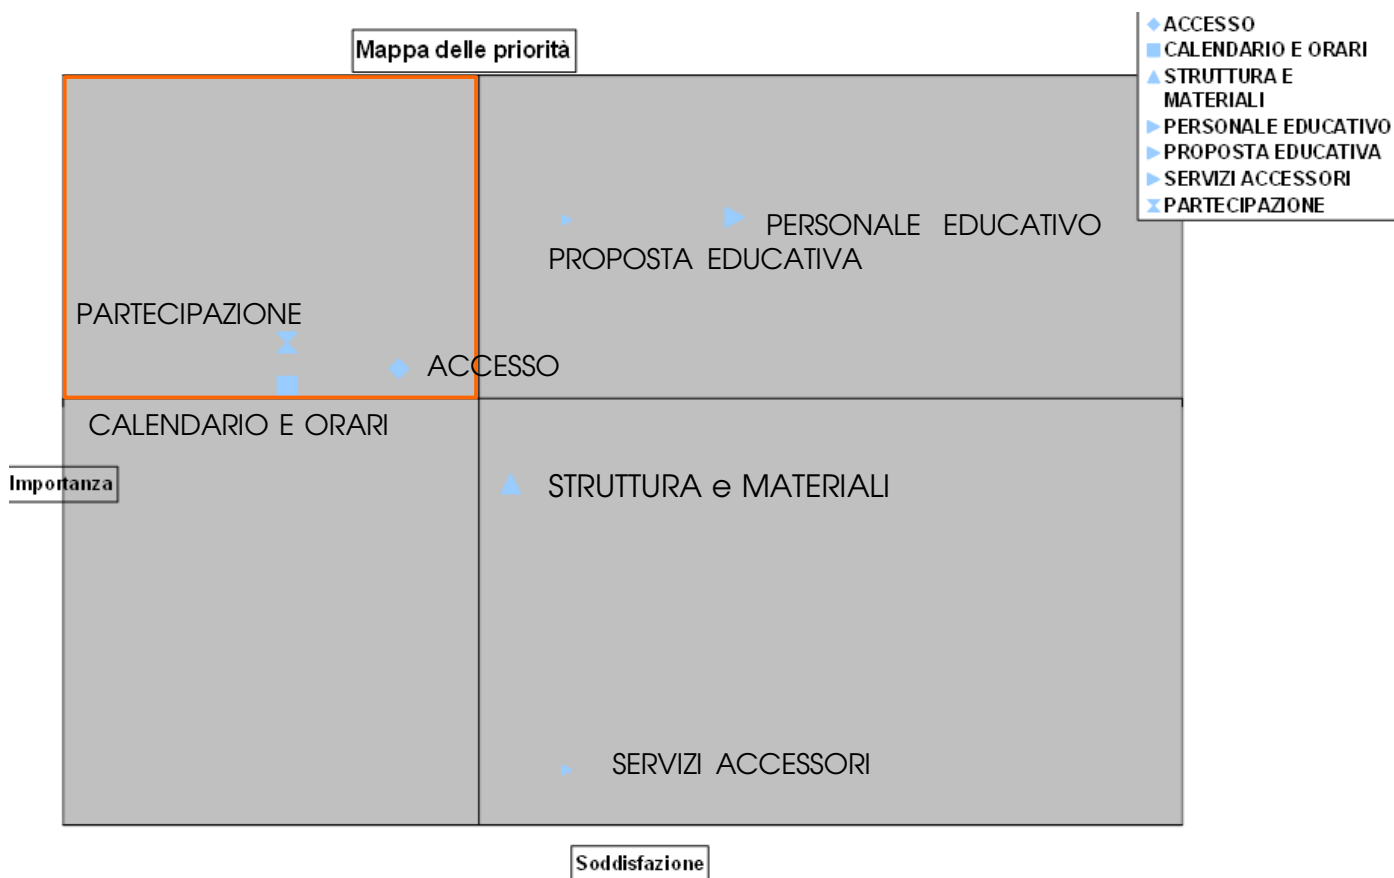 Mappa delle priorità
ACCESSO
CALENDARIO E ORARI
STRUTTURA E
MATERIALI
PERSONALE EDUCATIVO
PROPOSTA EDUCATIVA
SERVIZI ACCESSORI
PARTECIPAZIONE
PERSONALE EDUCATIVO
PROPOSTA EDUCATIVA
PARTECIPAZIONE
ACCESSO
CALENDARIO E ORARI
Importanza
STRUTTURA e MATERIALI
SERVIZI ACCESSORI
Soddisfazione